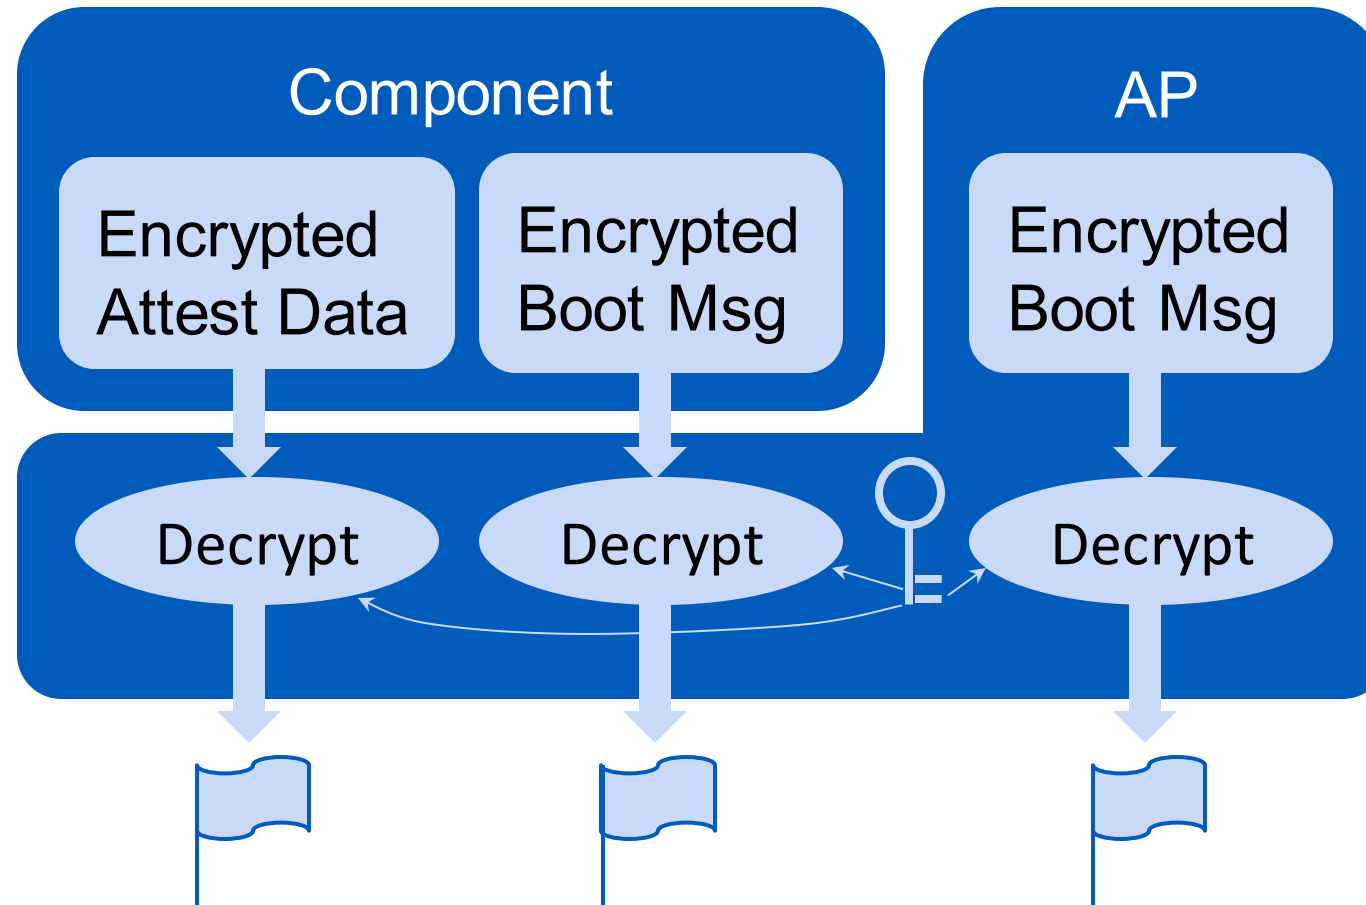 Component
AP
Encrypted
Attest Data
Encrypted
Boot Msg
Encrypted
Boot Msg
Decrypt
Decrypt
Decrypt